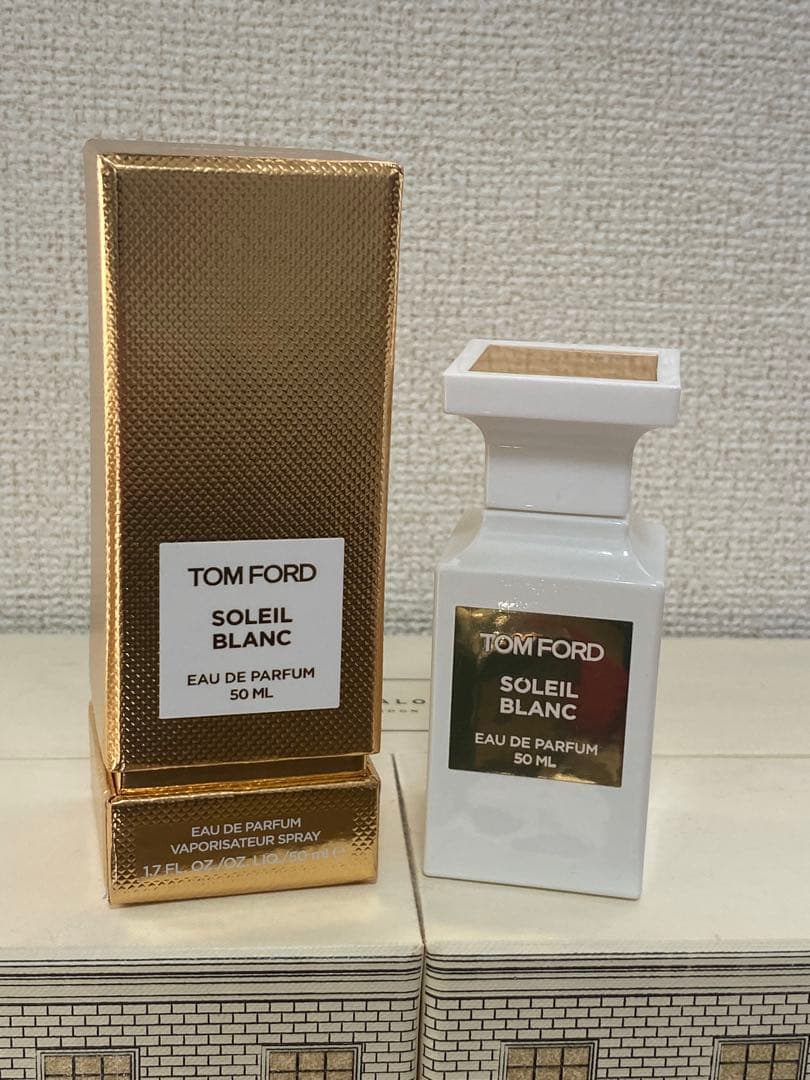 TOM FORD
SOLEIL
BLANC
EAU DE PARFUM
50 ML
EAU DE PARFUM
VAPORISATEUR SPRAY
1.7 FL. OZ./OZ. LIQ./50 ml e
TOM FORD
SOLEIL
BLANC
EAU DE PARFUM
50 ML